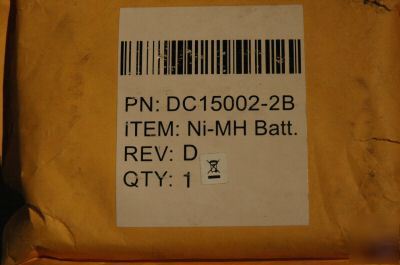 PN: DC15002-2B
iTEM: Ni-MH Batt.
REV: D
QTY: 1